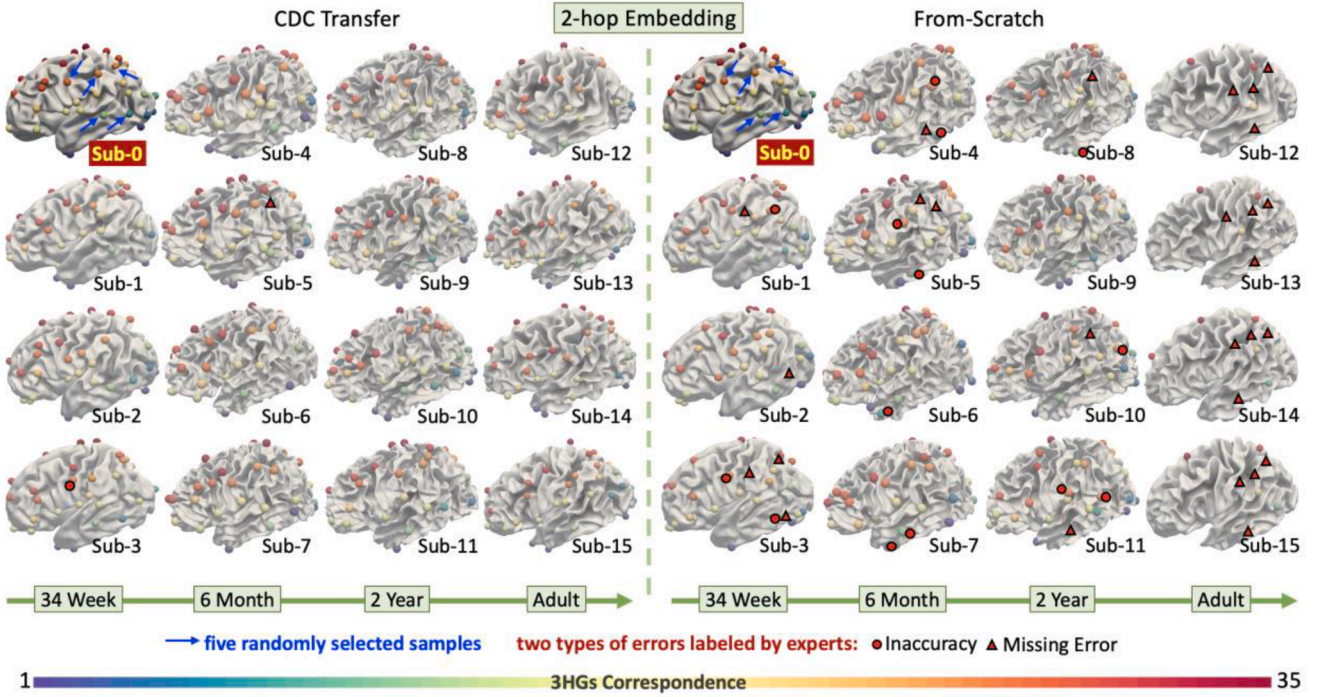 CDC Transfer
2-hop Embedding
From-Scratch
Sub-0 Sub-4 Sub-8 Sub-12 Sub-0 Sub-4 Sub-8 Sub-12
Sub-1 Sub-5 Sub-9 Sub-13 Sub-1 Sub-5 Sub-9 Sub-13
Sub-2 Sub-6 Sub-10 Sub-14 Sub-2 Sub-6 Sub-10 Sub-14
Sub-3 Sub-7 Sub-11 Sub-15 Sub-3 Sub-7 Sub-11 Sub-15
34 Week 6 Month 2 Year Adult 34 Week 6 Month 2 Year Adult
five randomly selected samples two types of errors labeled by experts: Inaccuracy Missing Error
1 3HGs Correspondence 35